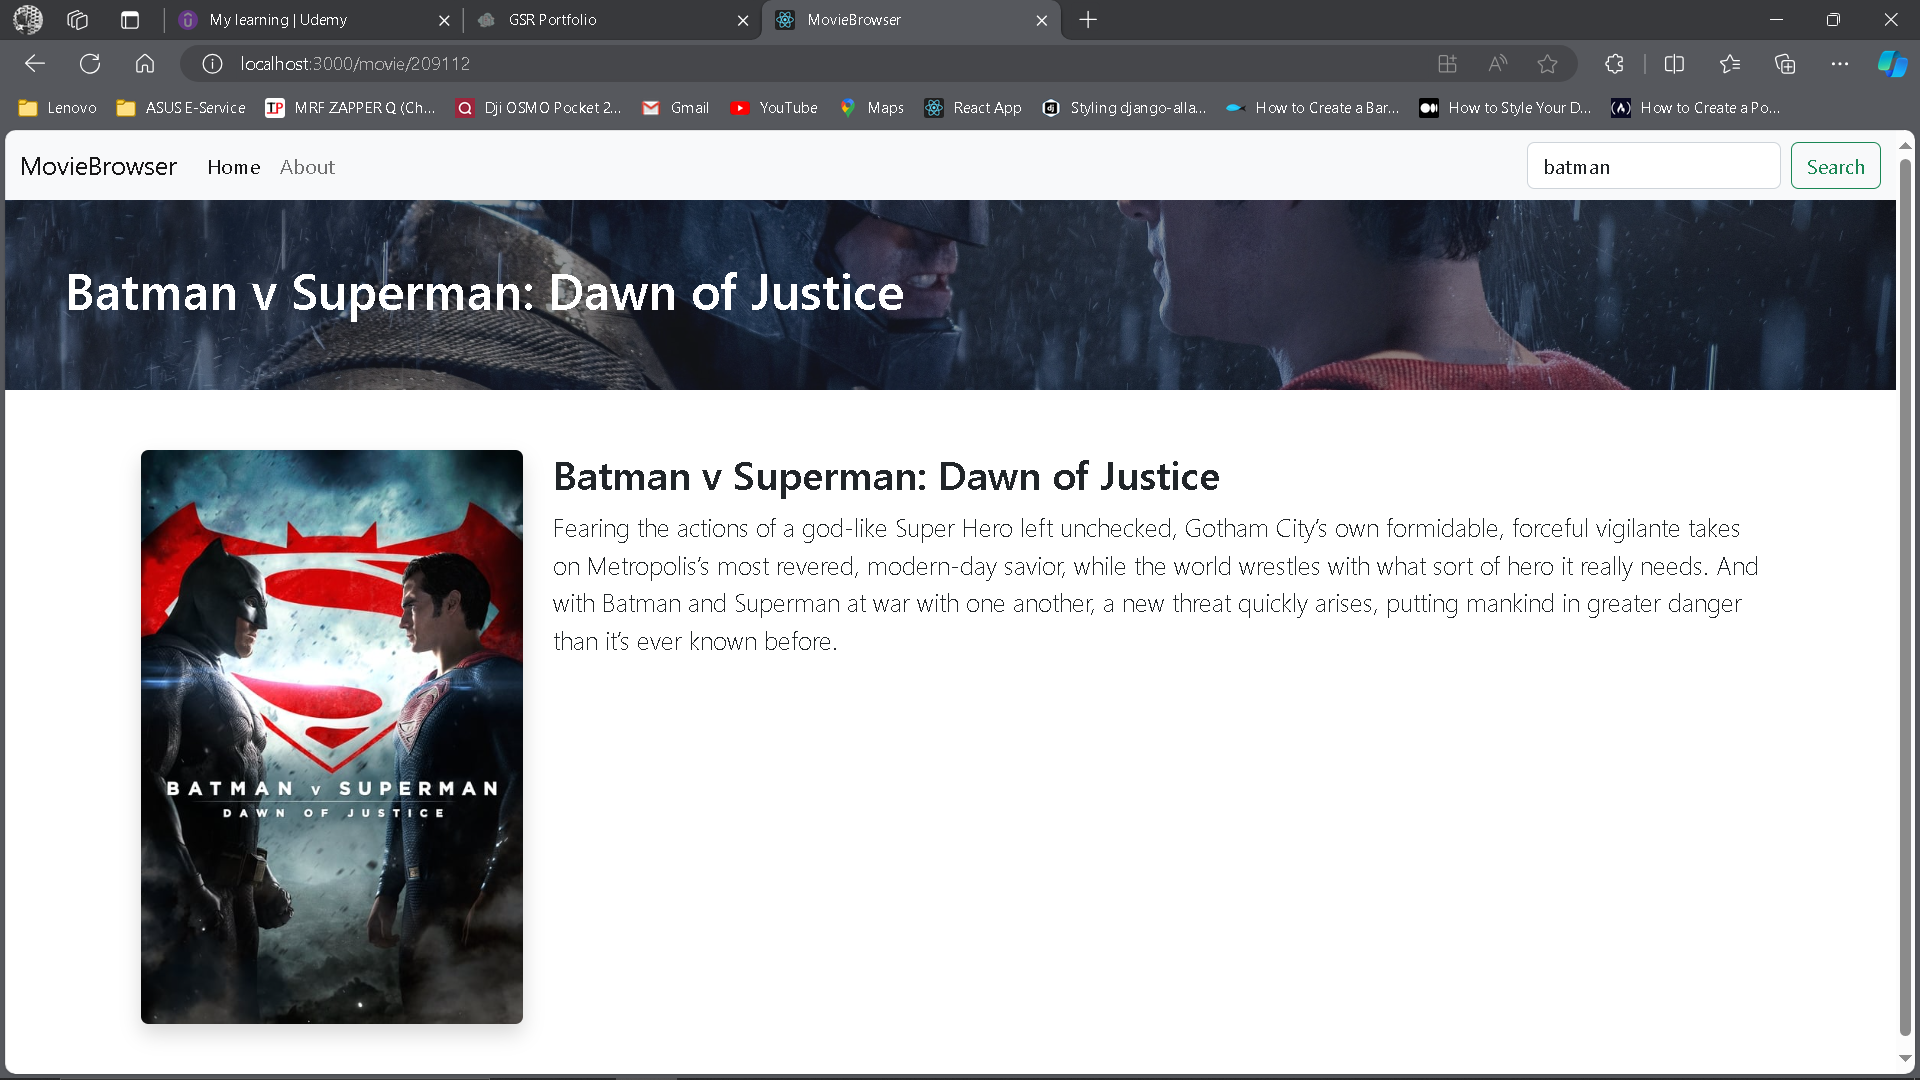 My learning | Udemy
GSR Portfolio
MovieBrowser
localhost:3000/movie/209112
Lenovo
ASUS E-Service
MRF ZAPPER Q (Ch...
Dji OSMO Pocket 2...
Gmail
YouTube
Maps
React App
Styling django-alla...
How to Create a Bar...
How to Style Your D...
How to Create a Po...
MovieBrowser Home About
batman
Search
Batman v Superman: Dawn of Justice
Batman v Superman: Dawn of Justice
Fearing the actions of a god-like Super Hero left unchecked, Gotham City’s own formidable, forceful vigilante takes
on Metropolis’s most revered, modern-day savior, while the world wrestles with what sort of hero it really needs. And
with Batman and Superman at war with one another, a new threat quickly arises, putting mankind in greater danger
than it’s ever known before.
BATMAN v SUPERMAN
DAWN OF JUSTICE